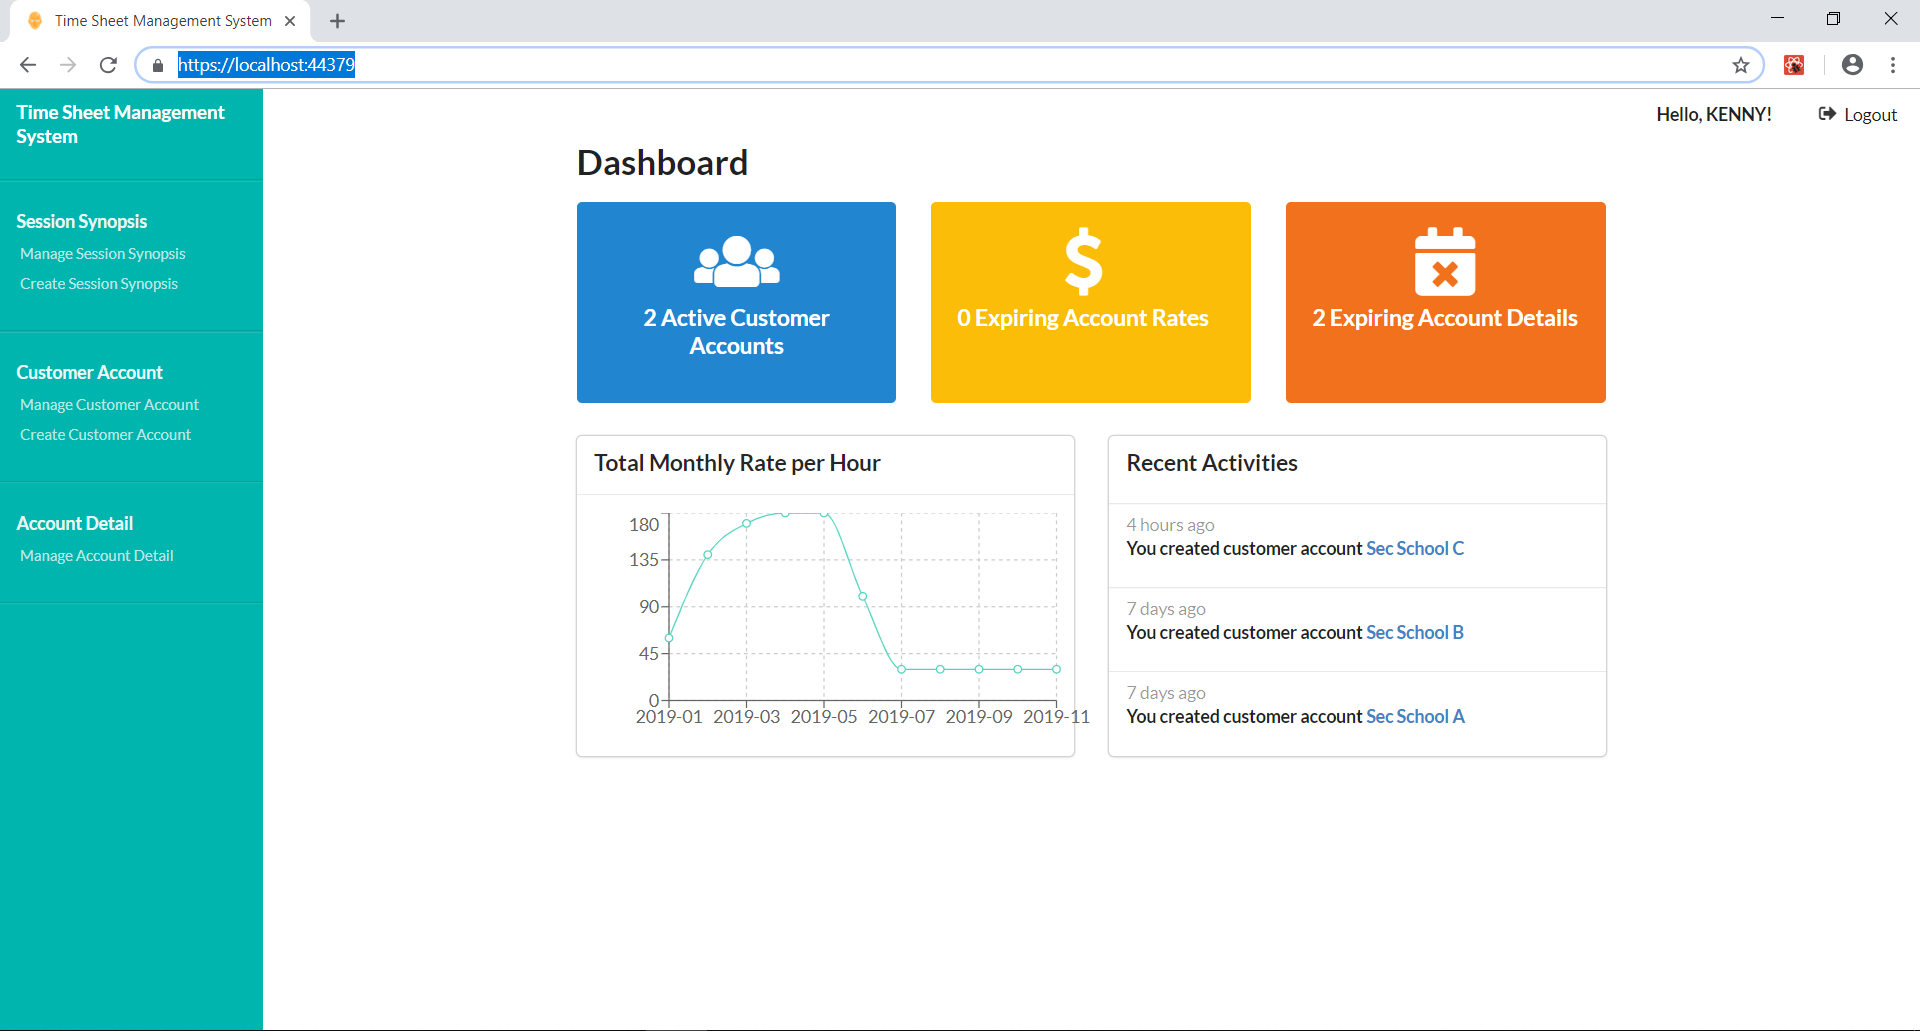 Time Sheet Management System
https://localhost:44379
Time Sheet Management
System
Session Synopsis
Manage Session Synopsis
Create Session Synopsis
Customer Account
Manage Customer Account
Create Customer Account
Account Detail
Manage Account Detail
Hello, KENNY!
Logout
Dashboard
2 Active Customer
Accounts
0 Expiring Account Rates
2 Expiring Account Details
Total Monthly Rate per Hour
180
135
90
45
0
2019-01 2019-03 2019-05 2019-07 2019-09 2019-11
Recent Activities
4 hours ago
You created customer account Sec School C
7 days ago
You created customer account Sec School B
7 days ago
You created customer account Sec School A